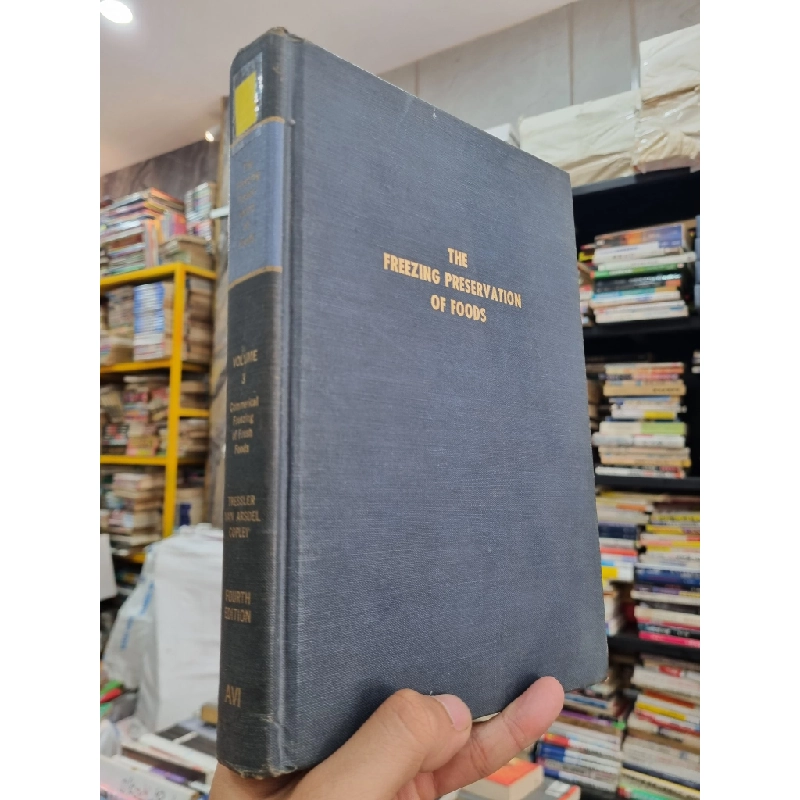 THE
FREEZING PRESERVATION
OF FOODS
VOLUME
3
Commercial
Freezing
of Fresh
Foods
TRESSLER
VAN ARSDEL
COPLEY
FOURTH
EDITION
AVI